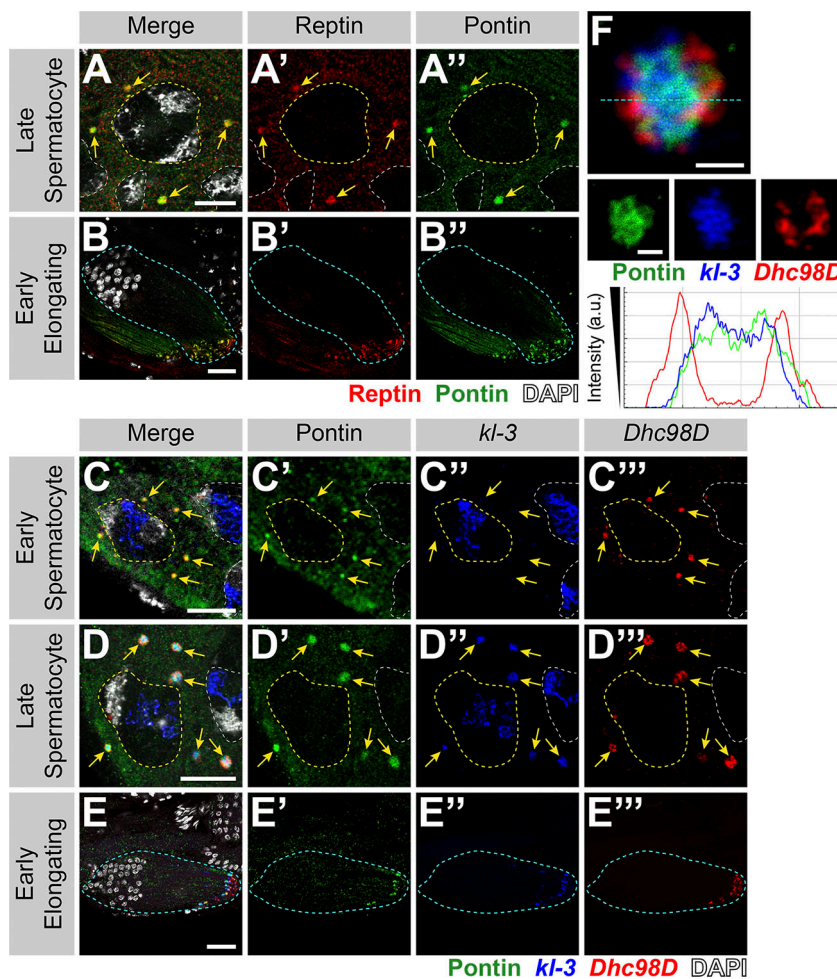 Merge Reptin Pontin
Late Spermatocyte
A A' A''
Early Elongating
B B' B''
Reptin Pontin DAPI
F
Pontin kl-3 Dhc98D
Intensity (a.u.)
Merge Pontin kl-3 Dhc98D
Early Spermatocyte
C C' C'' C'''
Late Spermatocyte
D D' D'' D'''
Early Elongating
E E' E'' E'''
Pontin kl-3 Dhc98D DAPI